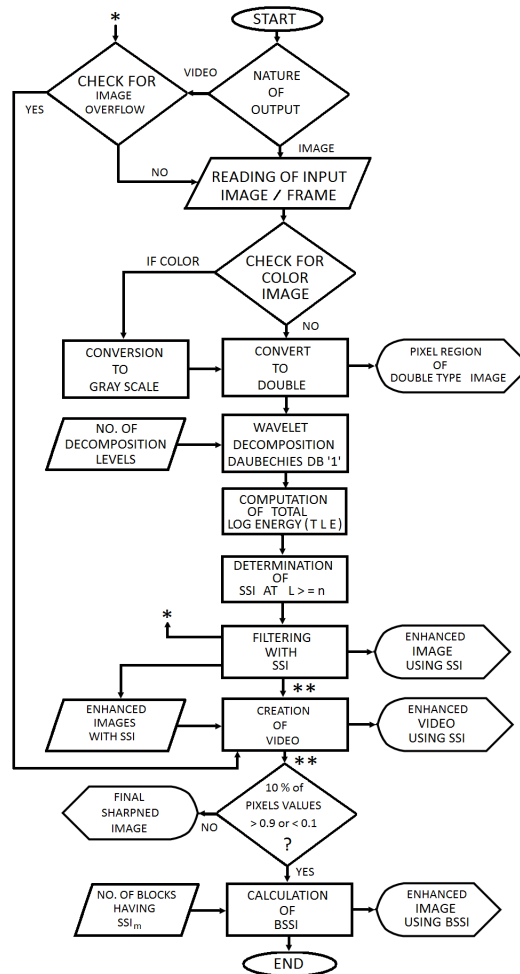 *
START
CHECK FOR
IMAGE
OVERFLOW
VIDEO
NATURE
OF
OUTPUT
YES
IMAGE
NO
READING OF INPUT
IMAGE / FRAME
IF COLOR
CHECK FOR
COLOR
IMAGE
NO
CONVERSION
TO
GRAY SCALE
CONVERT
TO
DOUBLE
PIXEL REGION
OF
DOUBLE TYPE IMAGE
NO. OF
DECOMPOSITION
LEVELS
WAVELET
DECOMPOSITION
DAUBECHIES DB '1'
COMPUTATION
OF TOTAL
LOG ENERGY (T L E)
DETERMINATION
OF
SSI AT L > = n
*
FILTERING
WITH
SSI
ENHANCED
IMAGE
USING SSI
**
ENHANCED
IMAGES
WITH SSI
CREATION
OF
VIDEO
ENHANCED
VIDEO
USING SSI
**
FINAL
SHARPNED
IMAGE
NO
10 % of
PIXELS VALUES
> 0.9 or < 0.1
?
YES
NO. OF BLOCKS
HAVING
SSIm
CALCULATION
OF
BSSI
ENHANCED
IMAGE
USING BSSI
END